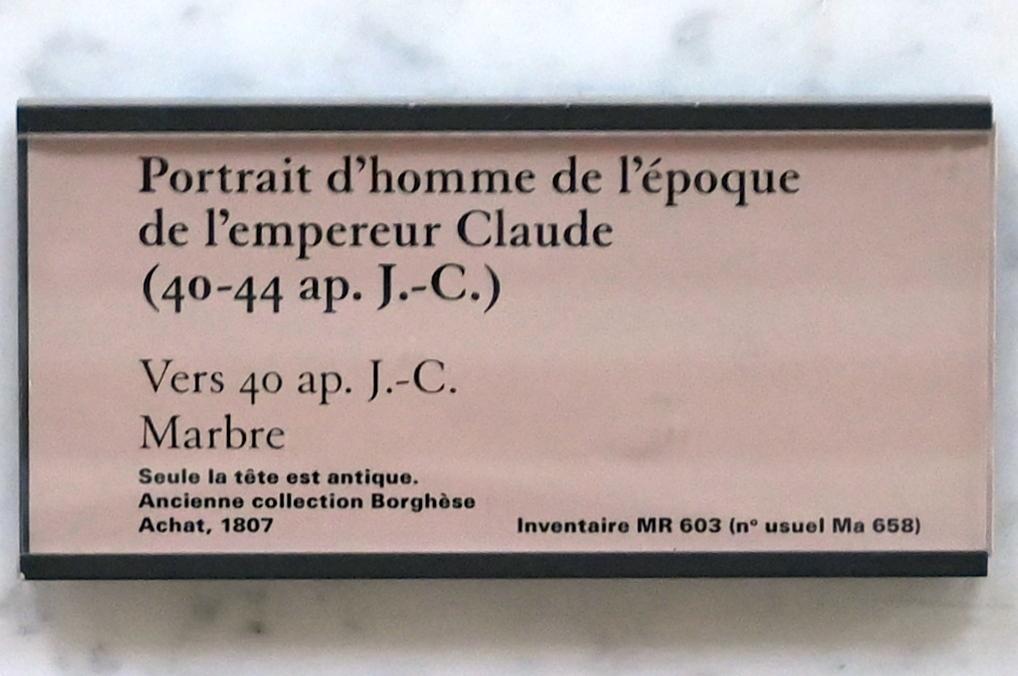 Portrait d'homme de l'époque
de l'empereur Claude
(40-44 ap. J.-C.)
Vers 40 ap. J.-C.
Marbre
Seule la tête est antique.
Ancienne collection Borghèse
Achat, 1807
Inventaire MR 603 (n° usuel Ma 658)